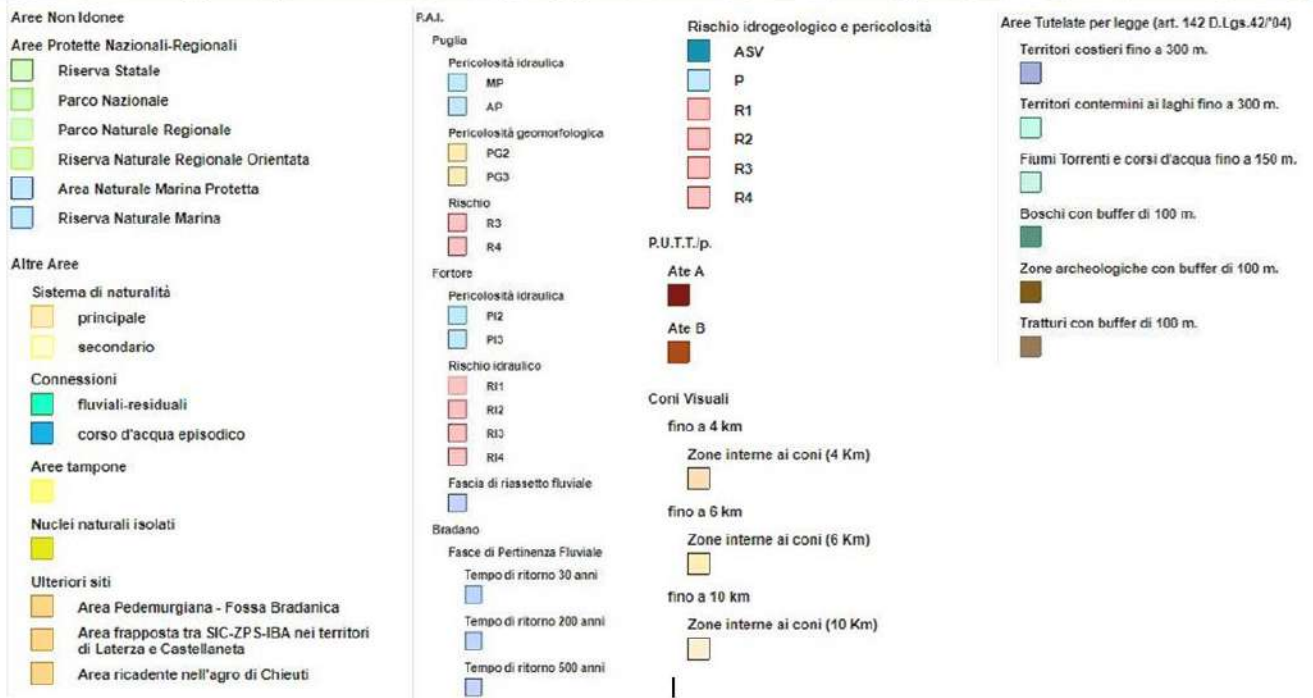 Aree Non Idonee
Aree Protette Nazionali-Regionali
Riserva Statale
Parco Nazionale
Parco Naturale Regionale
Riserva Naturale Regionale Orientata
Area Naturale Marina Protetta
Riserva Naturale Marina
Altre Aree
Sistema di naturalità
principale
secondario
Connessioni
fluviali-residuali
corso d'acqua episodico
Aree tampone
Nuclei naturali isolati
Ulteriori siti
Area Pedemurgiana - Fossa Bradanica
Area frapposta tra SIC-ZPS-IBA nei territori
di Laterza e Castellaneta
Area ricadente nell'agro di Chieuti
P.A.I.
Puglia
Pericolosità idraulica
MP
AP
Pericolosità geomorfologica
PG2
PG3
Rischio
R3
R4
Fortore
Pericolosità idraulica
PI2
PI3
Rischio idraulico
RI1
RI2
RI3
RI4
Fascia di riassetto fluviale
Bradano
Fasce di Pertinenza Fluviale
Tempo di ritorno 30 anni
Tempo di ritorno 200 anni
Tempo di ritorno 500 anni
Rischio idrogeologico e pericolosità
ASV
P
R1
R2
R3
R4
P.U.T.T./p.
Ate A
Ate B
Coni Visuali
fino a 4 km
Zone interne ai coni (4 Km)
fino a 6 km
Zone interne ai coni (6 Km)
fino a 10 km
Zone interne ai coni (10 Km)
Aree Tutelate per legge (art. 142 D.Lgs.42/'04)
Territori costieri fino a 300 m.
Territori contermini ai laghi fino a 300 m.
Fiumi Torrenti e corsi d'acqua fino a 150 m.
Boschi con buffer di 100 m.
Zone archeologiche con buffer di 100 m.
Tratturi con buffer di 100 m.